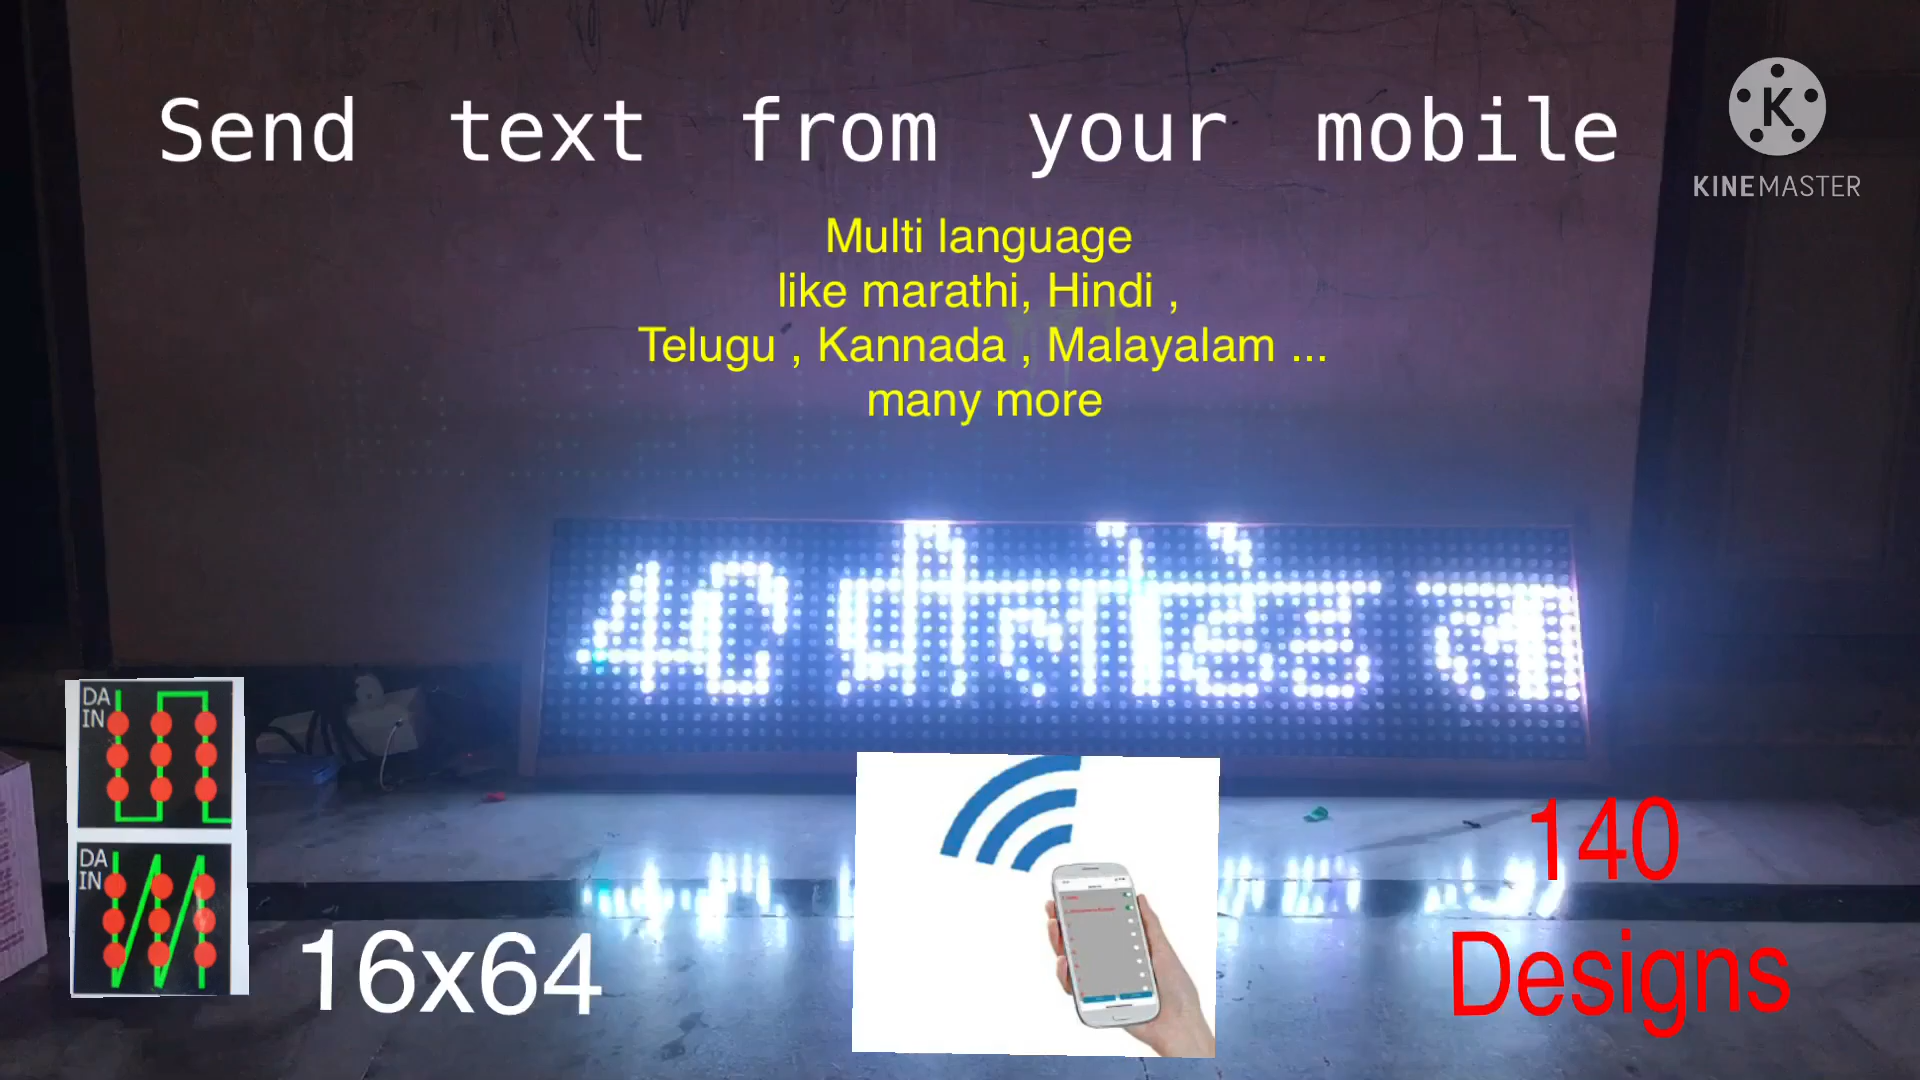 Send text from your mobile
KINEMASTER
Multi language
like marathi, Hindi ,
Telugu , Kannada , Malayalam ...
many more
DA
IN
DA
IN
16x64
140
Designs